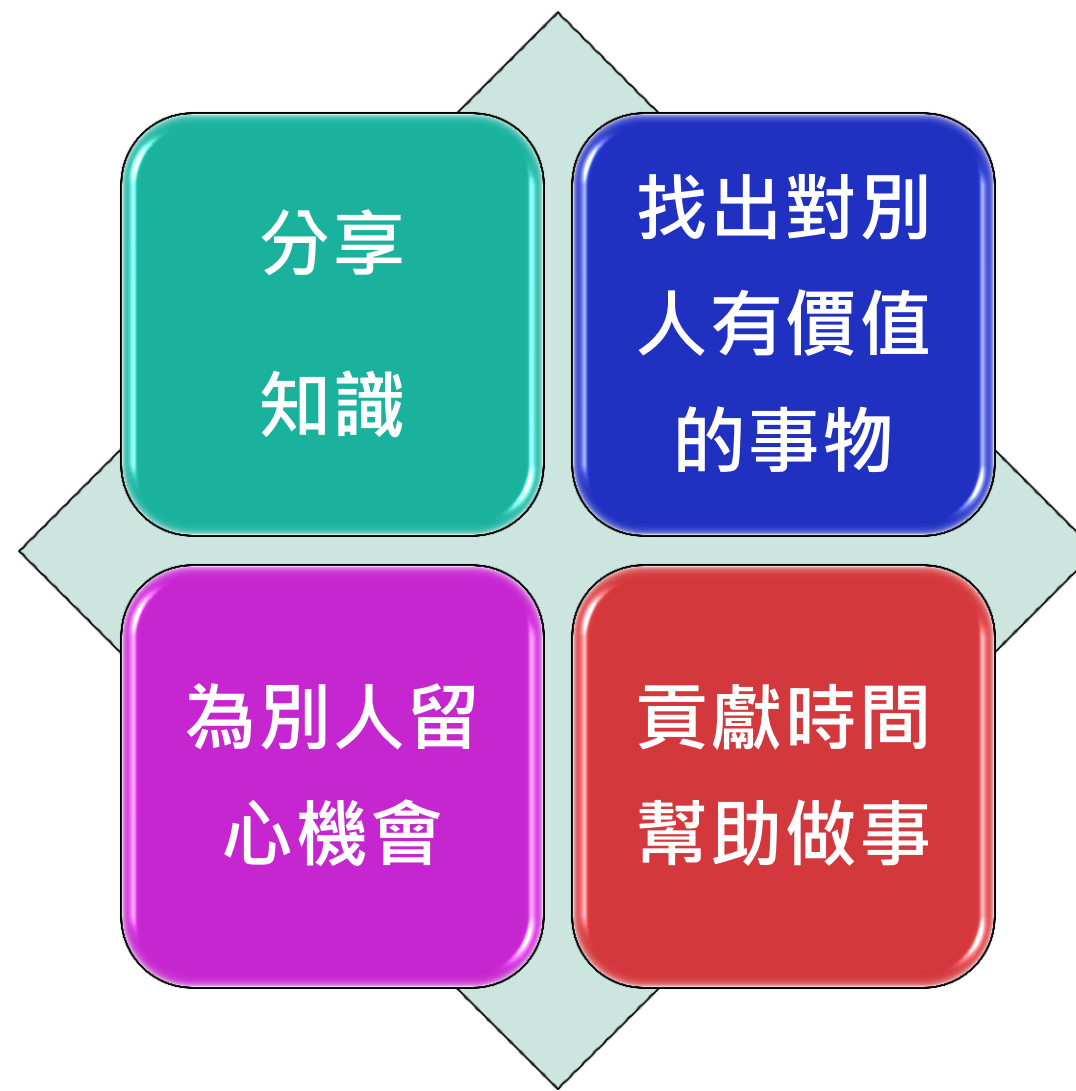 分享
知識
找出對別
人有價值
的事物
為別人留
心機會
貢獻時間
幫助做事